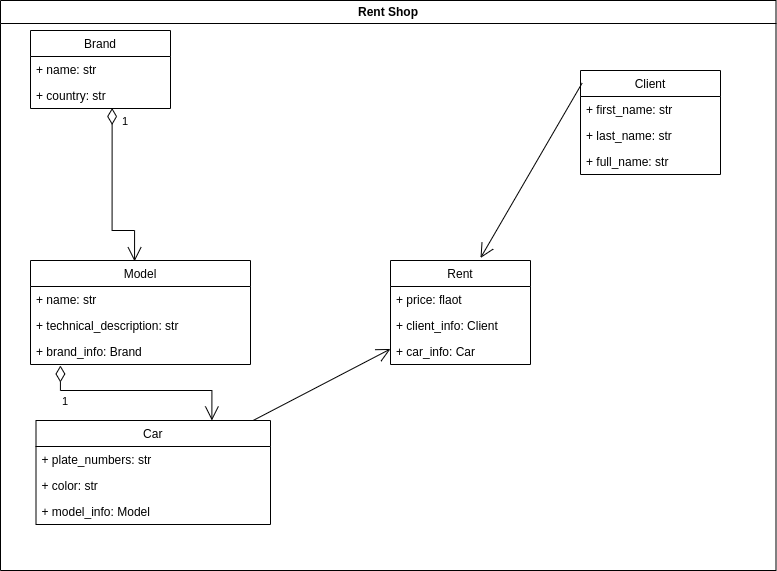 Rent Shop
Brand
+ name: str
+ country: str
1
Client
+ first_name: str
+ last_name: str
+ full_name: str
Model
+ name: str
+ technical_description: str
+ brand_info: Brand
1
Rent
+ price: flaot
+ client_info: Client
+ car_info: Car
Car
+ plate_numbers: str
+ color: str
+ model_info: Model